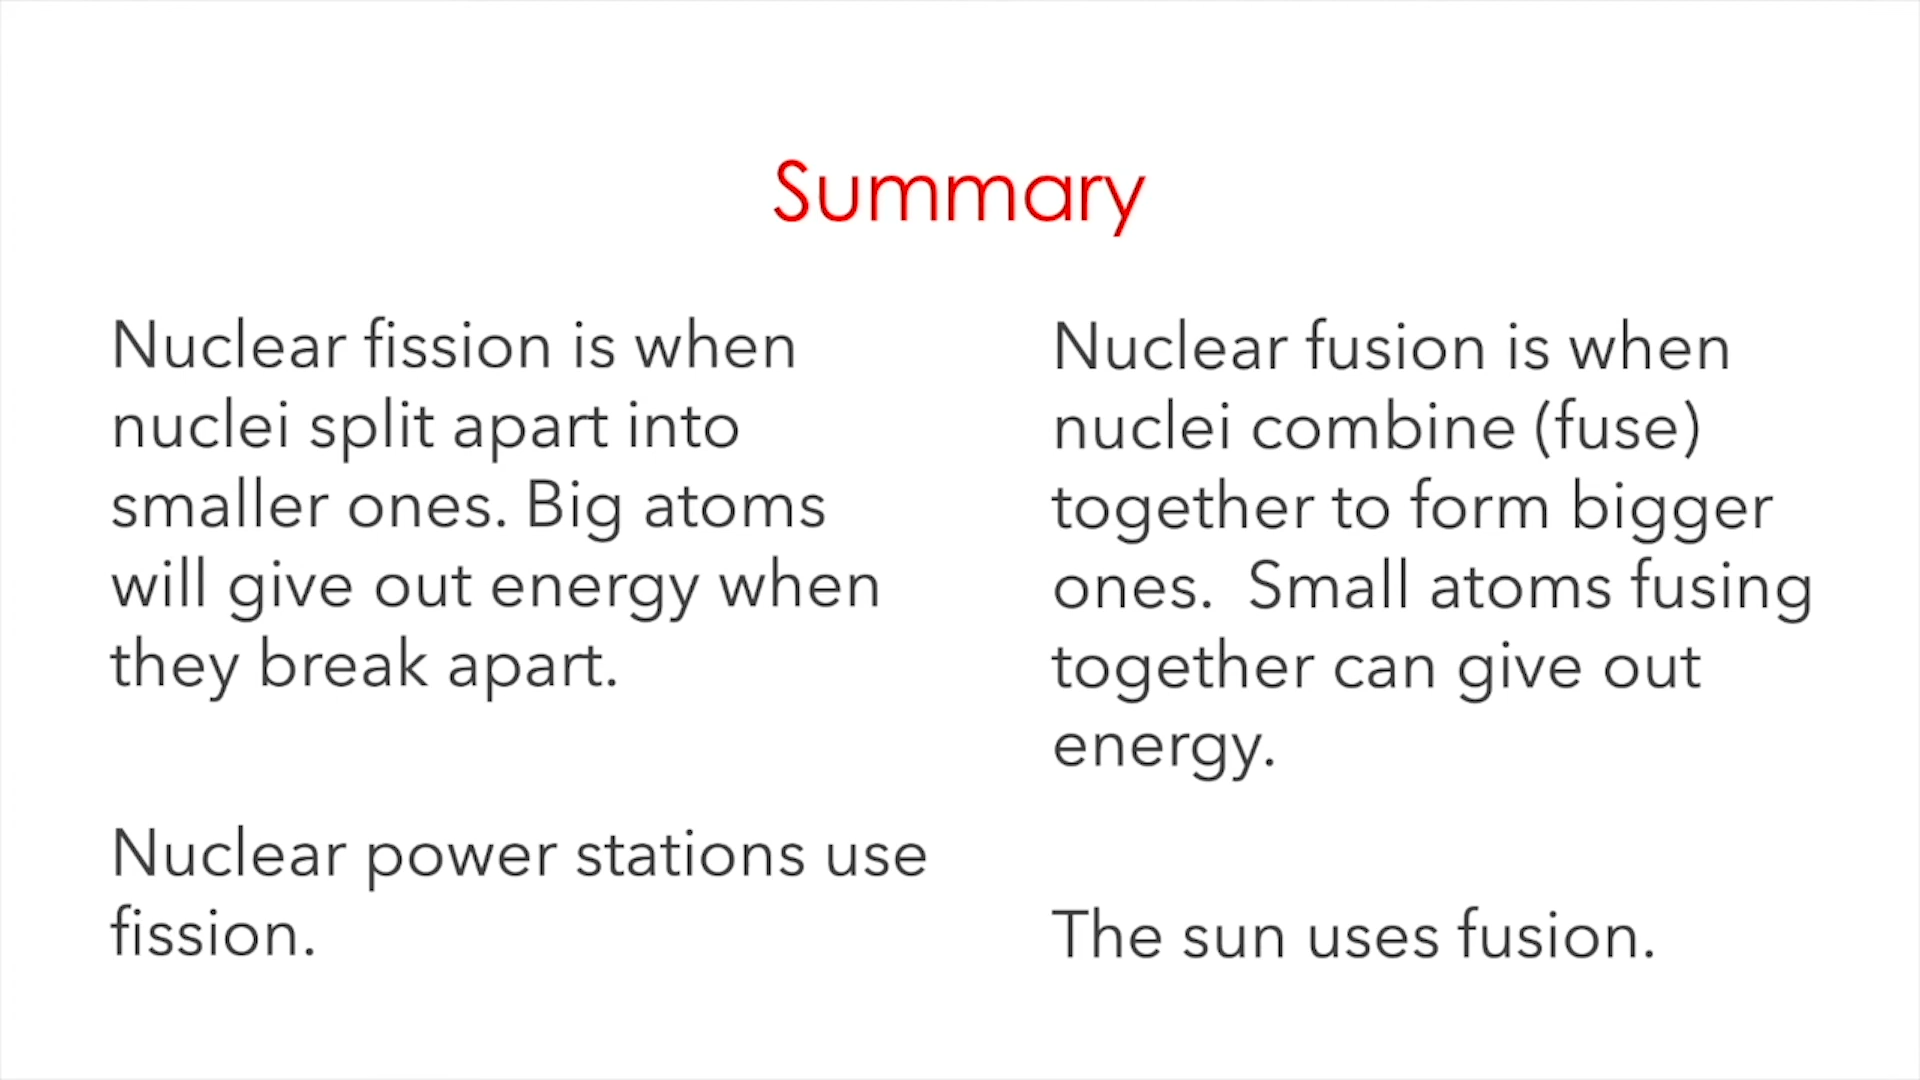 Summary
Nuclear fission is when
nuclei split apart into
smaller ones. Big atoms
will give out energy when
they break apart.
Nuclear power stations use
fission.
Nuclear fusion is when
nuclei combine (fuse)
together to form bigger
ones.  Small atoms fusing
together can give out
energy.
The sun uses fusion.